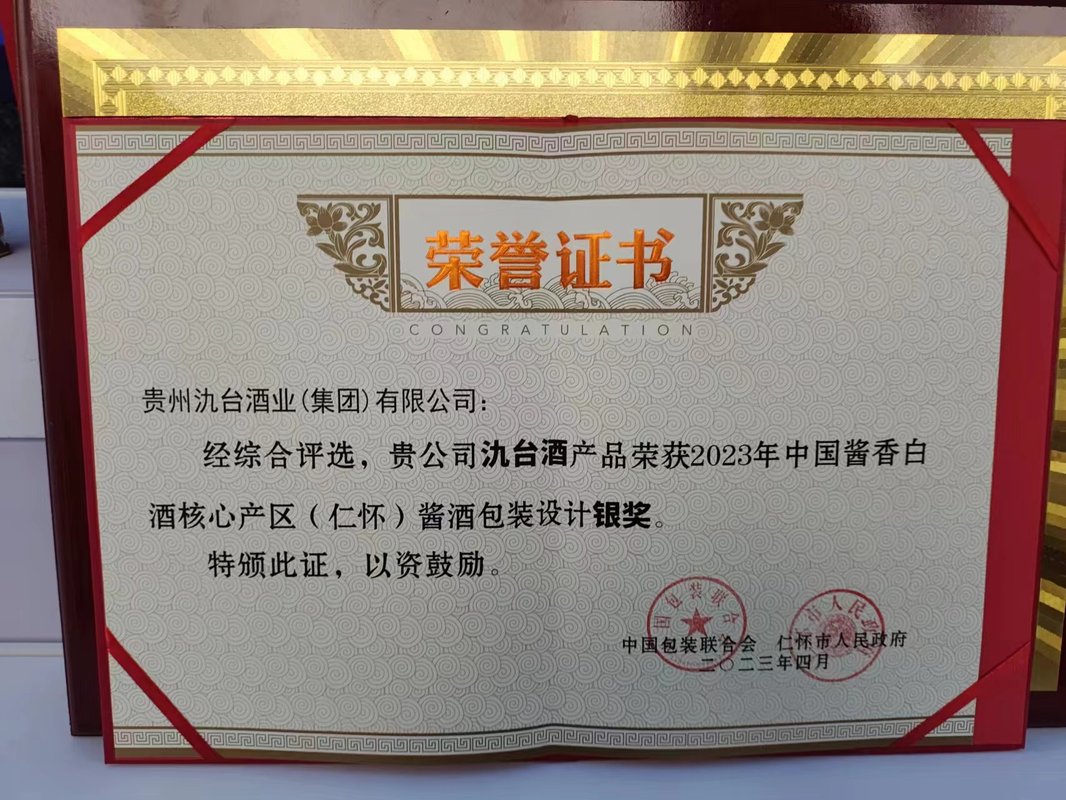 荣誉证书
CONGRATULATION
贵州氿台酒业(集团)有限公司:
经综合评选，贵公司氿台酒产品荣获2023年中国酱香白
酒核心产区（仁怀）酱酒包装设计银奖。
特颁此证，以资鼓励。
中国包装联合会 仁怀市人民政府
二〇二三年四月